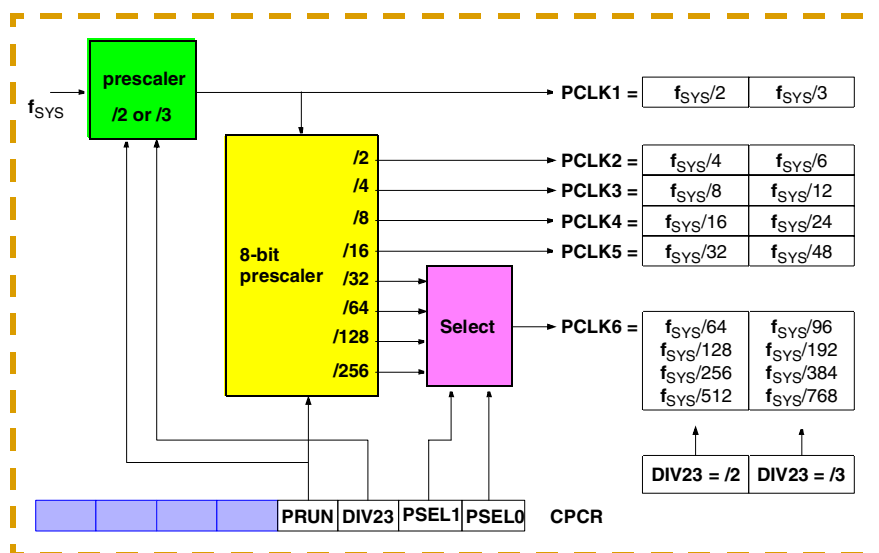 prescaler
/2 or /3
fSYS
PCLK1 = fSYS/2 fSYS/3
/2 PCLK2 = fSYS/4 fSYS/6
/4 PCLK3 = fSYS/8 fSYS/12
/8 PCLK4 = fSYS/16 fSYS/24
/16 PCLK5 = fSYS/32 fSYS/48
8-bit
prescaler
/32
/64
/128
/256
Select
PCLK6 = fSYS/64 fSYS/96
fSYS/128 fSYS/192
fSYS/256 fSYS/384
fSYS/512 fSYS/768
DIV23 = /2 DIV23 = /3
PRUN DIV23 PSEL1 PSEL0 CPCR